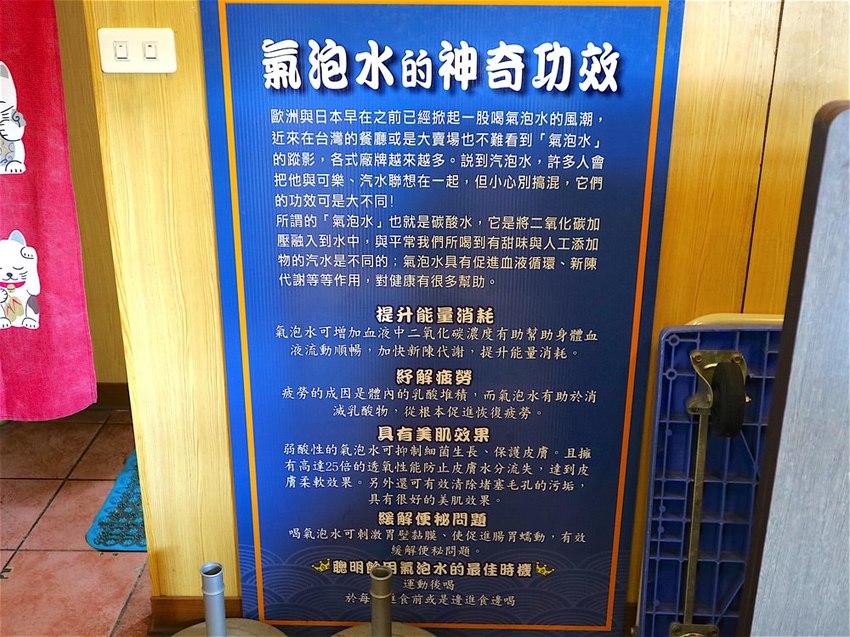 氣泡水的神奇功效
歐洲與日本早在之前已經掀起一股喝氣泡水的風潮,
近來在台灣的餐廳或是大賣場也不難看到「氣泡水」
的蹤影,各式廠牌越來越多。說到汽泡水,許多人會
把他與可樂、汽水聯想在一起,但小心別搞混,它們
的功效可是大不同!
所謂的「氣泡水」也就是碳酸水,它是將二氧化碳加
壓融入到水中,與平常我們所喝到有甜味與人工添加
物的汽水是不同的;氣泡水具有促進血液循環、新陳
代謝等等作用,對健康有很多幫助。
提升能量消耗
氣泡水可增加血液中二氧化碳濃度有助幫助身體血
液流動順暢,加快新陳代謝,提升能量消耗。
紓解疲勞
疲勞的成因是體內的乳酸堆積,而氣泡水有助於消
減乳酸物,從根本促進恢復疲勞。
具有美肌效果
弱酸性的氣泡水可抑制細菌生長、保護皮膚。且擁
有高達25倍的透氧性能防止皮膚水分流失,達到皮
膚柔軟效果。另外還可有效清除堵塞毛孔的污垢,
具有很好的美肌效果。
緩解便秘問題
喝氣泡水可刺激胃壁黏膜、使促進腸胃蠕動,有效
緩解便秘問題。
聰明飲用氣泡水的最佳時機
運動後喝
於每 進食前或是邊進食邊喝